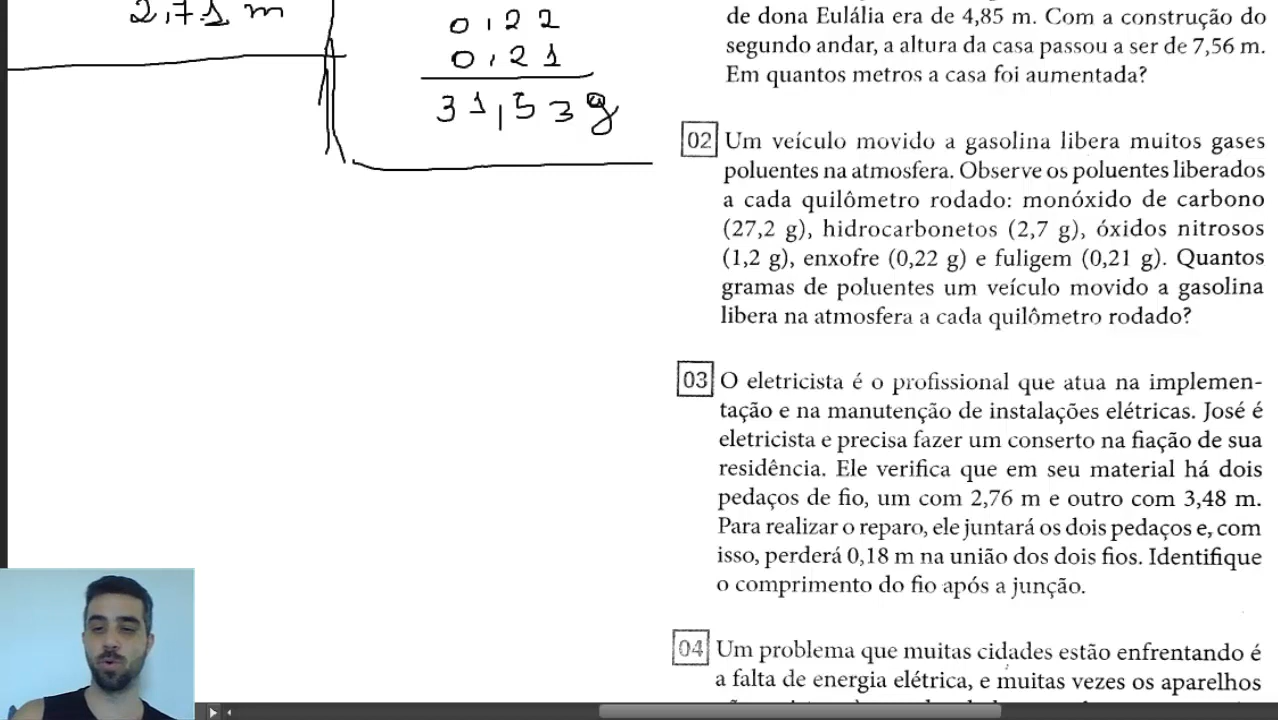 2,71 m
0,22
0,21
31,53g
de dona Eulália era de 4,85 m. Com a construção do
segundo andar, a altura da casa passou a ser de 7,56 m.
Em quantos metros a casa foi aumentada?
02 Um veículo movido a gasolina libera muitos gases
poluentes na atmosfera. Observe os poluentes liberados
a cada quilômetro rodado: monóxido de carbono
(27,2 g), hidrocarbonetos (2,7 g), óxidos nitrosos
(1,2 g), enxofre (0,22 g) e fuligem (0,21 g). Quantos
gramas de poluentes um veículo movido a gasolina
libera na atmosfera a cada quilômetro rodado?
03 O eletricista é o profissional que atua na implemen-
tação e na manutenção de instalações elétricas. José é
eletricista e precisa fazer um conserto na fiação de sua
residência. Ele verifica que em seu material há dois
pedaços de fio, um com 2,76 m e outro com 3,48 m.
Para realizar o reparo, ele juntará os dois pedaços e, com
isso, perderá 0,18 m na união dos dois fios. Identifique
o comprimento do fio após a junção.
04 Um problema que muitas cidades estão enfrentando é
a falta de energia elétrica, e muitas vezes os aparelhos